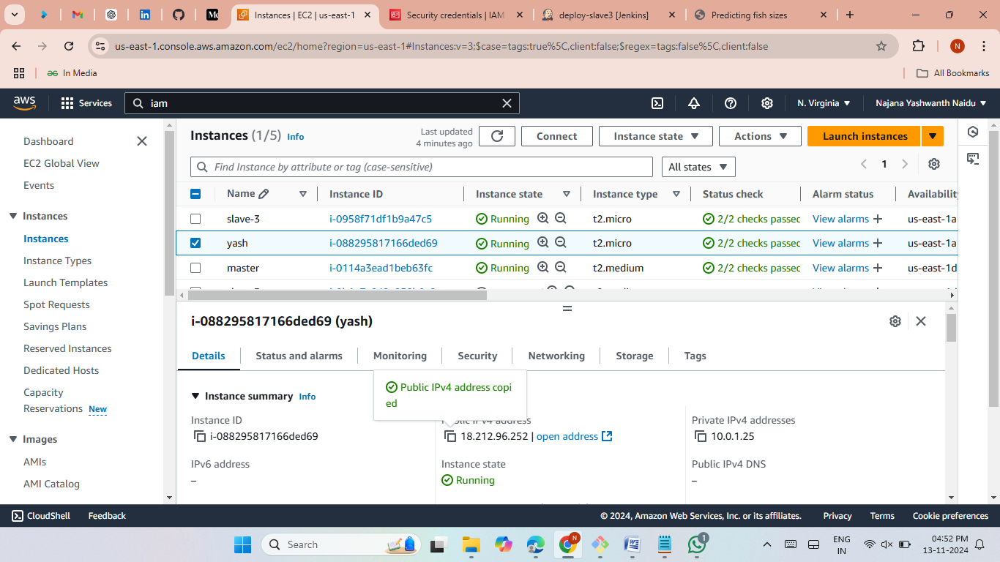 Instances | EC2 | us-east-1
Security credentials | IAM
deploy-slave3 [Jenkins]
Predicting fish sizes
us-east-1.console.aws.amazon.com/ec2/home?region=us-east-1#Instances:v=3;$case=tags:true%5C,client:false;$regex=tags:false%5C,client:false
N
In Media
All Bookmarks
aws
Services
iam
N. Virginia
Najana Yashwanth Naidu
Dashboard
EC2 Global View
Events
Instances
Instances
Instance Types
Launch Templates
Spot Requests
Savings Plans
Reserved Instances
Dedicated Hosts
Capacity
Reservations New
Images
AMIs
AMI Catalog
Instances (1/5) Info
Last updated
4 minutes ago
Connect
Instance state
Actions
Launch instances
Find Instance by attribute or tag (case-sensitive)
All states
1
Name Instance ID Instance state Instance type Status check Alarm status Availability
slave-3 i-0958f71df1b9a47c5 Running t2.micro 2/2 checks passec View alarms + us-east-1a
yash i-088295817166ded69 Running t2.micro 2/2 checks passec View alarms + us-east-1a
master i-0114a3ead1beb63fc Running t2.medium 2/2 checks passec View alarms + us-east-1d
i-088295817166ded69 (yash)
Details
Status and alarms
Monitoring
Security
Networking
Storage
Tags
Public IPv4 address copi
ed
Instance summary Info
Instance ID
i-088295817166ded69
Public IPv4 address
18.212.96.252 | open address
Private IPv4 addresses
10.0.1.25
IPv6 address
–
Instance state
Running
Public IPv4 DNS
–
CloudShell
Feedback
© 2024, Amazon Web Services, Inc. or its affiliates.
Privacy
Terms
Cookie preferences
Search
N
1
ENG
IN
04:52 PM
13-11-2024